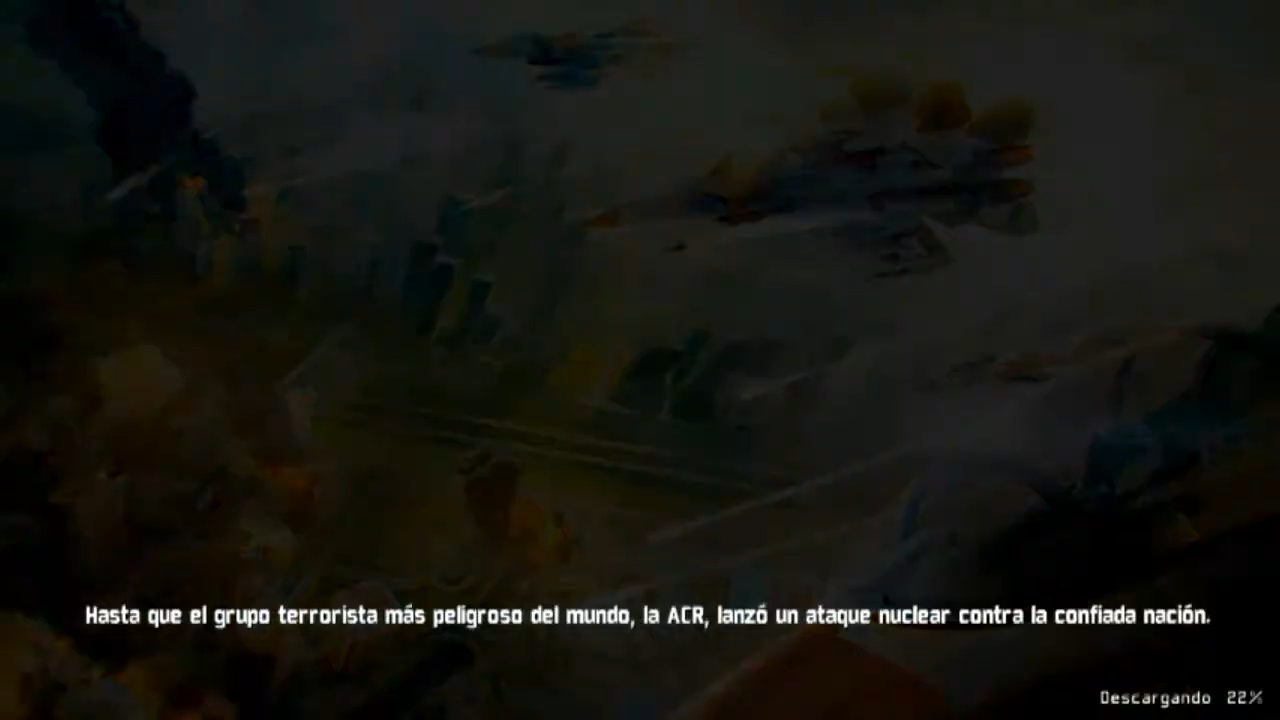 Hasta que el grupo terrorista más peligroso del mundo, la ACR, lanzó un ataque nuclear contra la confiada nación.
Descargando 22%